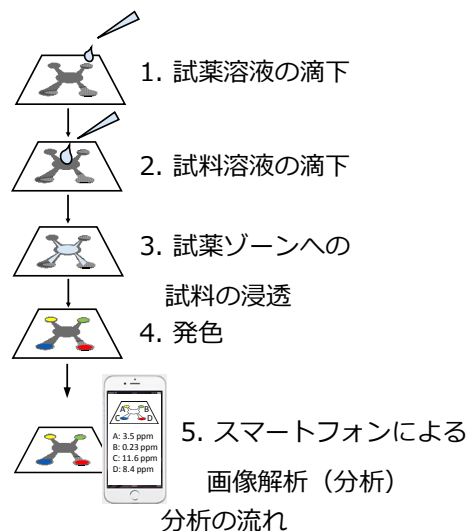 1. 試薬溶液の滴下
2. 試料溶液の滴下
3. 試薬ゾーンへの
試料の浸透
4. 発色
A B
C D
A: 3.5 ppm
B: 0.23 ppm
C: 11.6 ppm
D: 8.4 ppm
5. スマートフォンによる
画像解析（分析）
分析の流れ